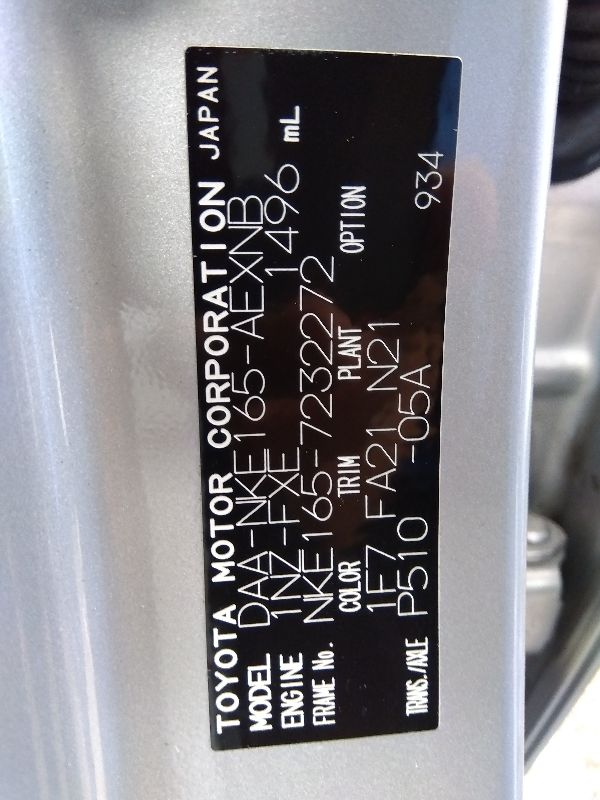 TOYOTA MOTOR CORPORATION JAPAN
MODEL DAA-NKE165-AEXNB
ENGINE 1NZ-FXE 1496 mL
FRAME No. NKE165-7232272
COLOR TRIM PLANT OPTION
1F7 FA21 N21
TRANS./AXLE P510 -05A 934